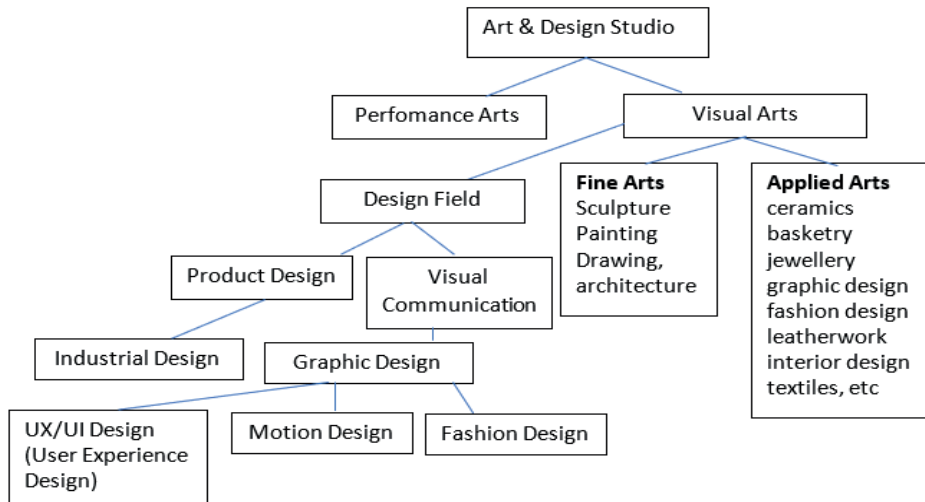 Art & Design Studio
Perfomance Arts
Visual Arts
Design Field
Fine Arts
Sculpture
Painting
Drawing,
architecture
Applied Arts
ceramics
basketry
jewellery
graphic design
fashion design
leatherwork
interior design
textiles, etc
Product Design
Visual
Communication
Industrial Design
Graphic Design
UX/UI Design
(User Experience
Design)
Motion Design
Fashion Design